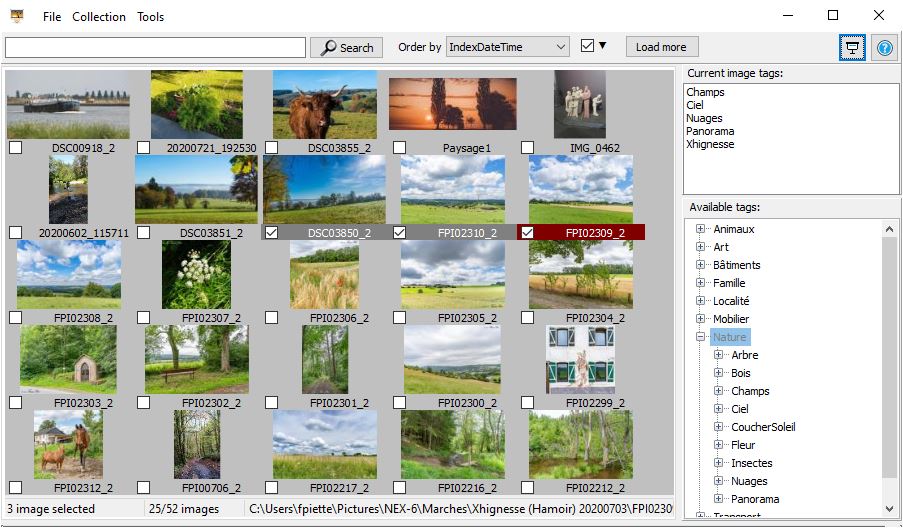 File Collection Tools
Search Order by IndexDateTime Load more
Current image tags:
Champs
Ciel
Nuages
Panorama
Xhignesse
DSC00918_2 20200721_192530 DSC03855_2 Paysage1 IMG_0462
20200602_115711 DSC03851_2 DSC03850_2 FPI02310_2 FPI02309_2
FPI02308_2 FPI02307_2 FPI02306_2 FPI02305_2 FPI02304_2
FPI02303_2 FPI02302_2 FPI02301_2 FPI02300_2 FPI02299_2
FPI02312_2 FPI00706_2 FPI02217_2 FPI02216_2 FPI02212_2
Available tags:
Animaux
Art
Bâtiments
Famille
Localité
Mobilier
Nature
Arbre
Bois
Champs
Ciel
CoucherSoleil
Fleur
Insectes
Nuages
Panorama
Transport
3 image selected 25/52 images C:\Users\fpiette\Pictures\NEX-6\Marches\Xhignesse (Hamoir) 20200703\FPI0230